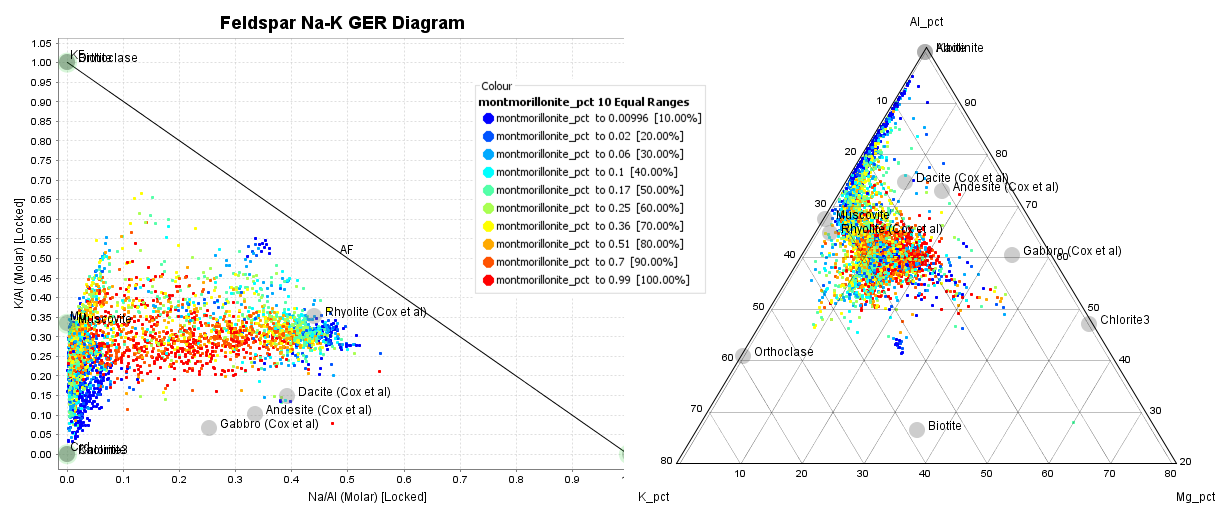 Feldspar Na-K GER Diagram
1.05
1.00
0.95
0.90
0.85
0.80
0.75
0.70
0.65
0.60
0.55
0.50
0.45
0.40
0.35
0.30
0.25
0.20
0.15
0.10
0.05
0.00
K/Al (Molar) [Locked]
0.0 0.1 0.2 0.3 0.4 0.5 0.6 0.7 0.8 0.9 1
Na/Al (Molar) [Locked]
Orthoclase
AF
Muscovite
Rhyolite (Cox et al)
Dacite (Cox et al)
Andesite (Cox et al)
Gabbro (Cox et al)
Colour
montmorillonite_pct 10 Equal Ranges
montmorillonite_pct to 0.00996 [10.00%]
montmorillonite_pct to 0.02 [20.00%]
montmorillonite_pct to 0.06 [30.00%]
montmorillonite_pct to 0.1 [40.00%]
montmorillonite_pct to 0.17 [50.00%]
montmorillonite_pct to 0.25 [60.00%]
montmorillonite_pct to 0.36 [70.00%]
montmorillonite_pct to 0.51 [80.00%]
montmorillonite_pct to 0.7 [90.00%]
montmorillonite_pct to 0.99 [100.00%]
Al_pct
10 90
20 80
Dacite (Cox et al)
Andesite (Cox et al)
30 70
Muscovite
Rhyolite (Cox et al)
Gabbro (Cox et al)
40 60
50 50
Chlorite3
Orthoclase
60 40
70 30
Biotite
80 20
10 20 30 40 50 60 70 80
K_pct
Mg_pct